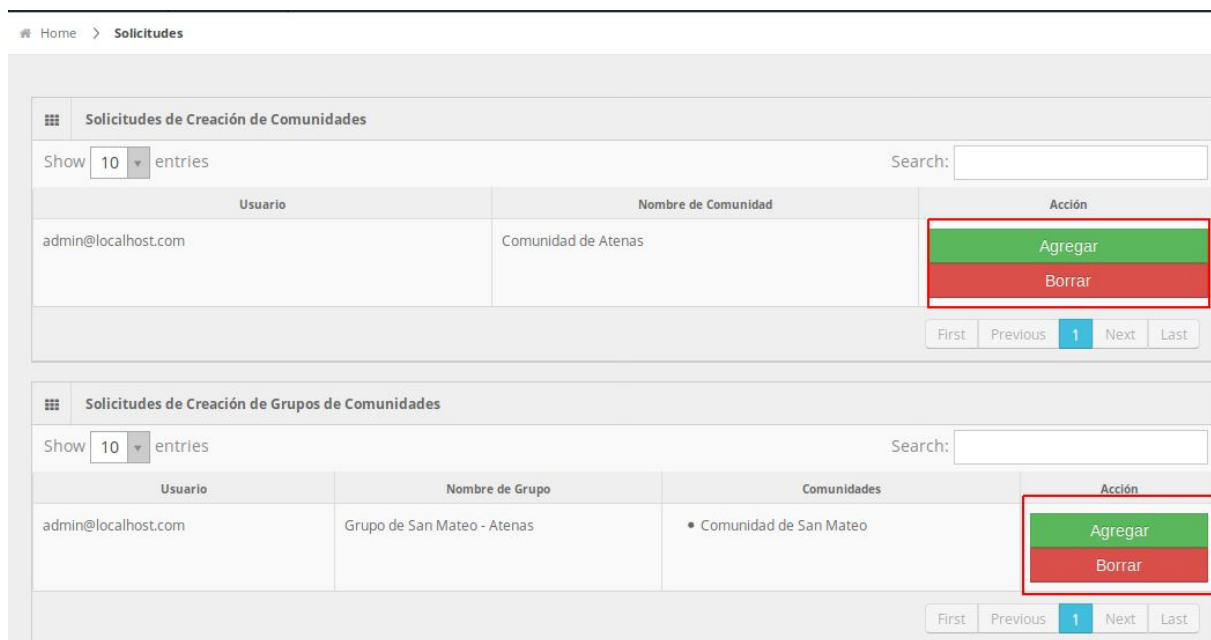 Home > Solicitudes
Solicitudes de Creación de Comunidades
Show 10 entries Search:
Usuario Nombre de Comunidad Acción
admin@localhost.com Comunidad de Atenas Agregar
Borrar
First Previous 1 Next Last
Solicitudes de Creación de Grupos de Comunidades
Show 10 entries Search:
Usuario Nombre de Grupo Comunidades Acción
admin@localhost.com Grupo de San Mateo - Atenas • Comunidad de San Mateo Agregar
Borrar
First Previous 1 Next Last